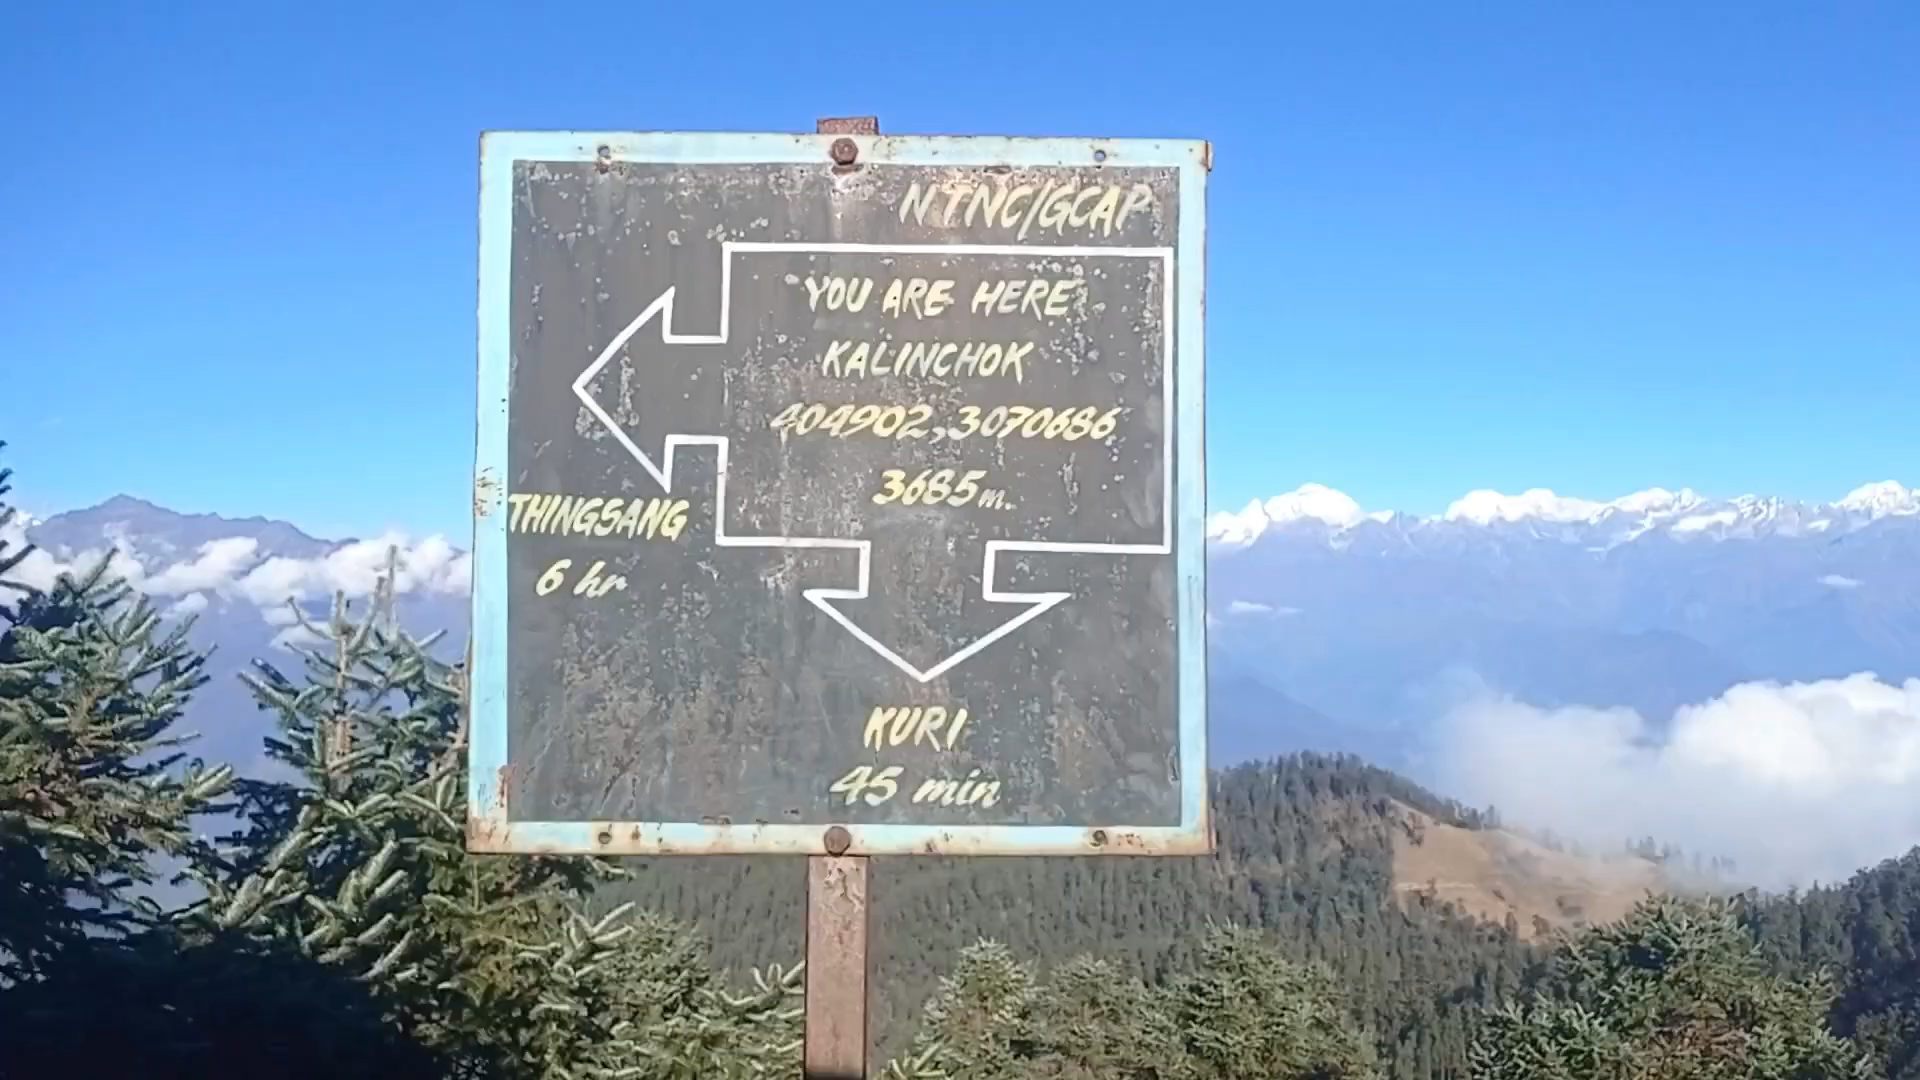 NTNC/GCAP
YOU ARE HERE
KALINCHOK
404902,3070686
3685m.
THINGSANG
6 hr
KURI
45 min